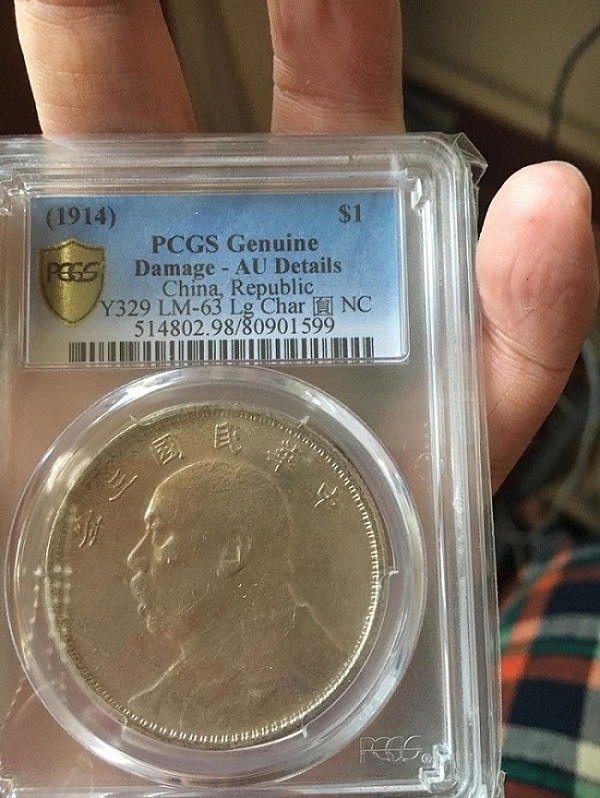 (1914) $1
PCGS Genuine
PCGS
Damage - AU Details
China, Republic
Y329 LM-63 Lg Char 圓 NC
514802.98/80901599
中華民國三年
PCGS